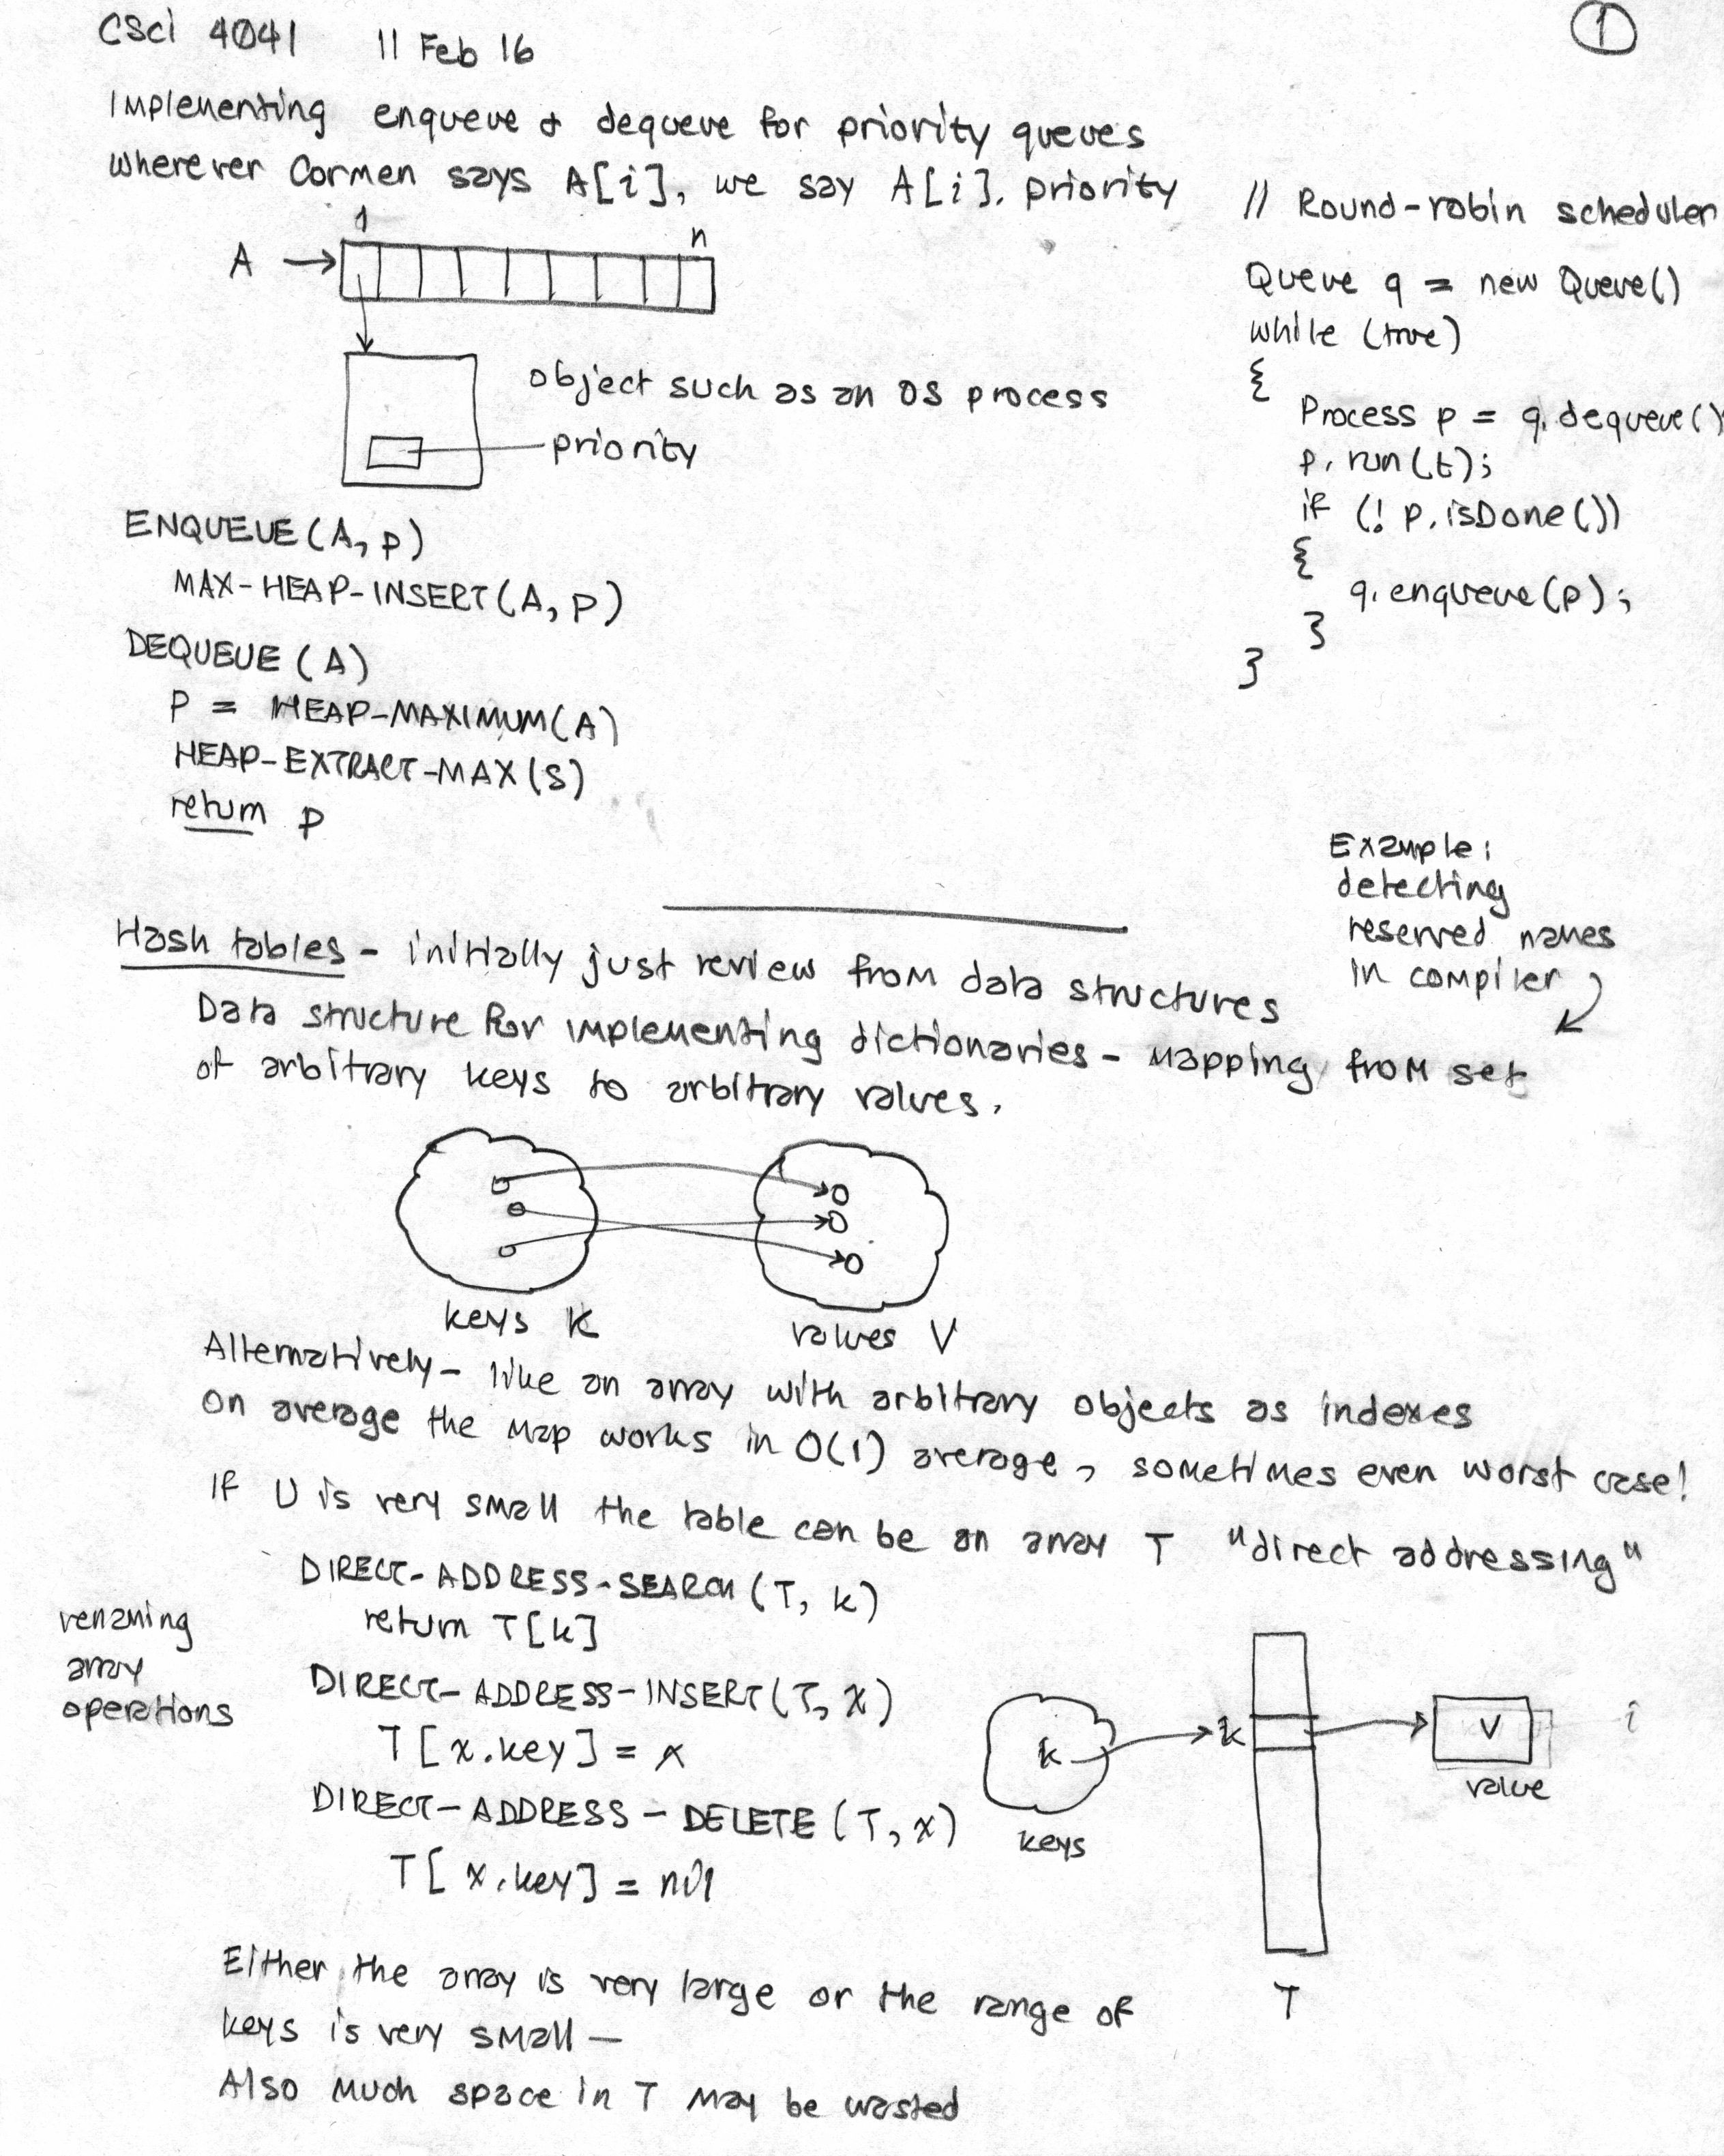 CSci 4041 11 Feb 16
1
Implementing enqueue & dequeue for priority queues
Wherever Cormen says A[i], we say A[i].priority
1 n
A
object such as an OS process
priority
ENQUEUE(A, p)
MAX-HEAP-INSERT(A, p)
DEQUEUE(A)
p = HEAP-MAXIMUM(A)
HEAP-EXTRACT-MAX(S)
return p
// Round-robin scheduler
Queue q = new Queue()
while (true)
{
Process p = q.dequeue()
p.run(t);
if (! p.isDone())
{
q.enqueue(p);
}
}
Example:
detecting
reserved names
in compiler
Hash tables - initially just review from data structures
Data structure for implementing dictionaries - mapping from set
of arbitrary keys to arbitrary values.
keys K
values V
Alternatively - like an array with arbitrary objects as indexes
On average the map works in O(1) average, sometimes even worst case!
If U is very small the table can be an array T "direct addressing"
DIRECT-ADDRESS-SEARCH(T, k)
return T[k]
renaming
array
operations
DIRECT-ADDRESS-INSERT(T, x)
T[x.key] = x
DIRECT-ADDRESS-DELETE(T, x)
T[x.key] = nil
k
keys
k
V
value
i
T
Either the array is very large or the range of
keys is very small —
Also much space in T may be wasted